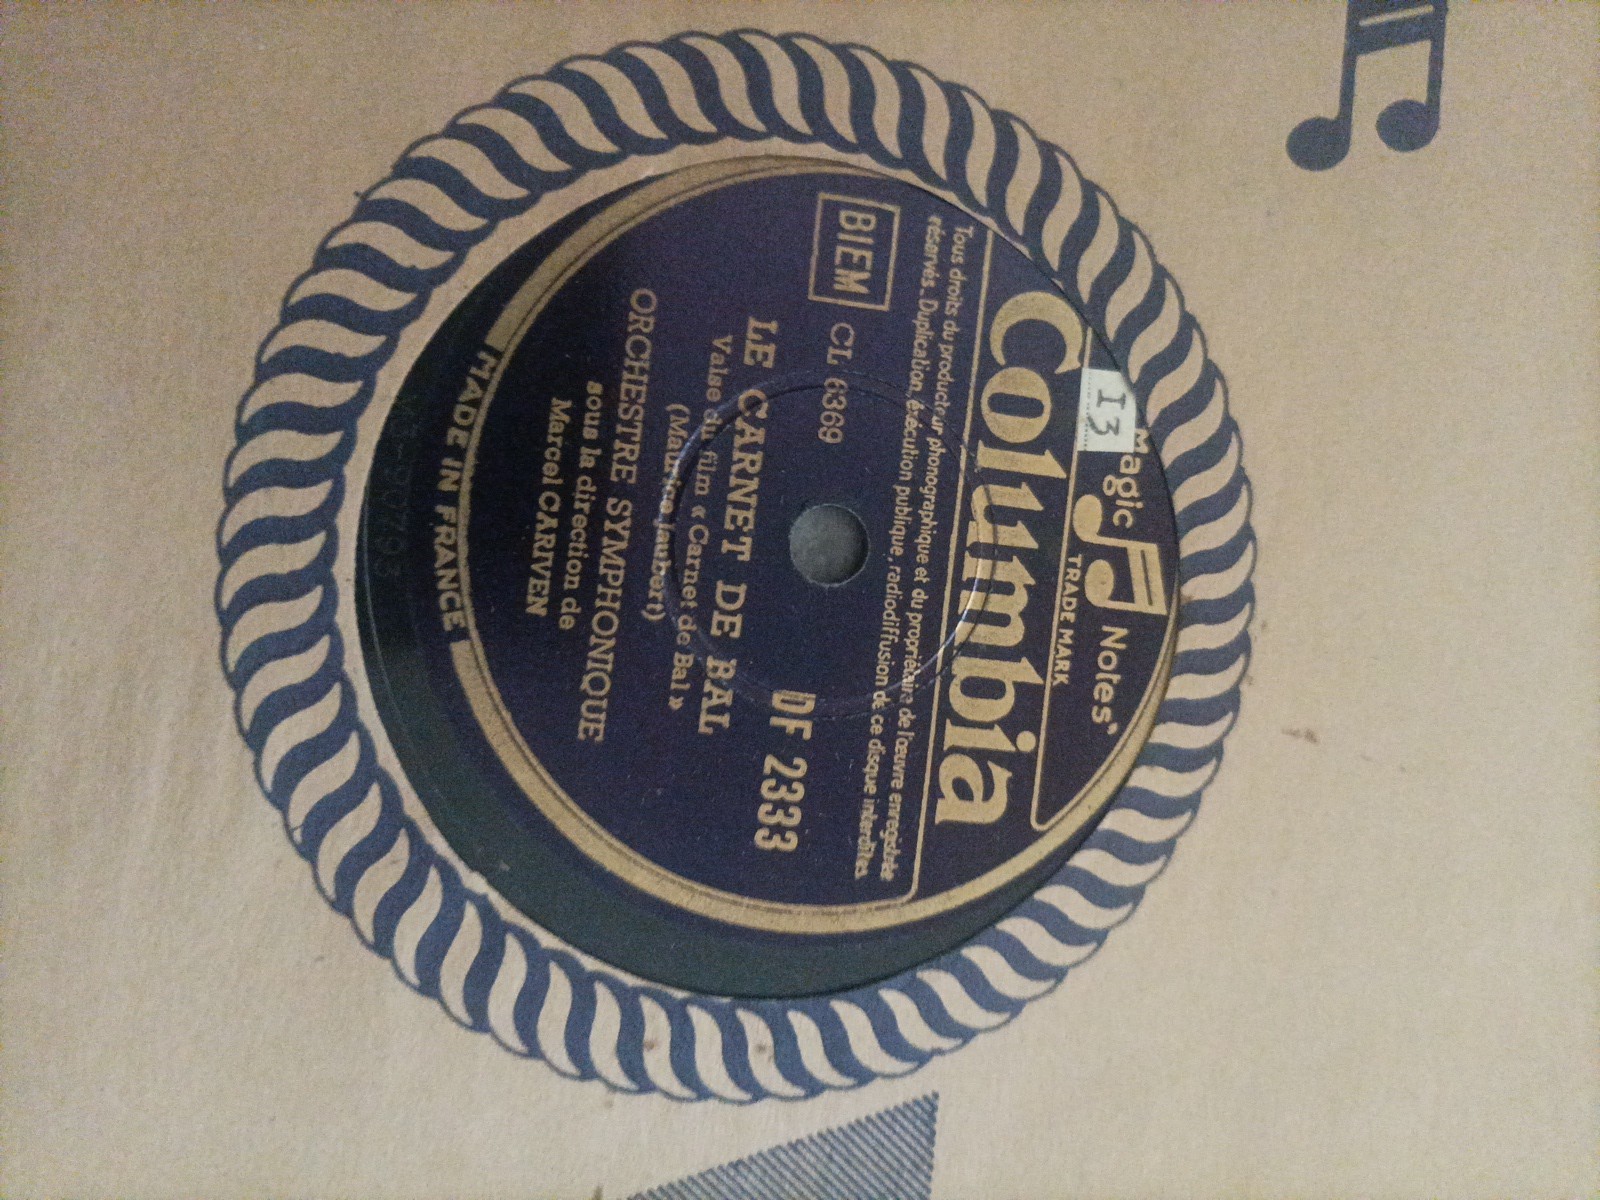 Magic Notes
TRADE MARK
I3
Columbia
Tous droits du producteur phonographique et du propriétaire de l'œuvre enregistrée
réservés. Duplication, éxécution publique, radiodiffusion de ce disque interdites
BIEM
CL 6369
DF 2333
LE CARNET DE BAL
Valse du film « Carnet de Bal »
(Maurice Jaubert)
ORCHESTRE SYMPHONIQUE
sous la direction de
Marcel CARIVEN
MADE IN FRANCE